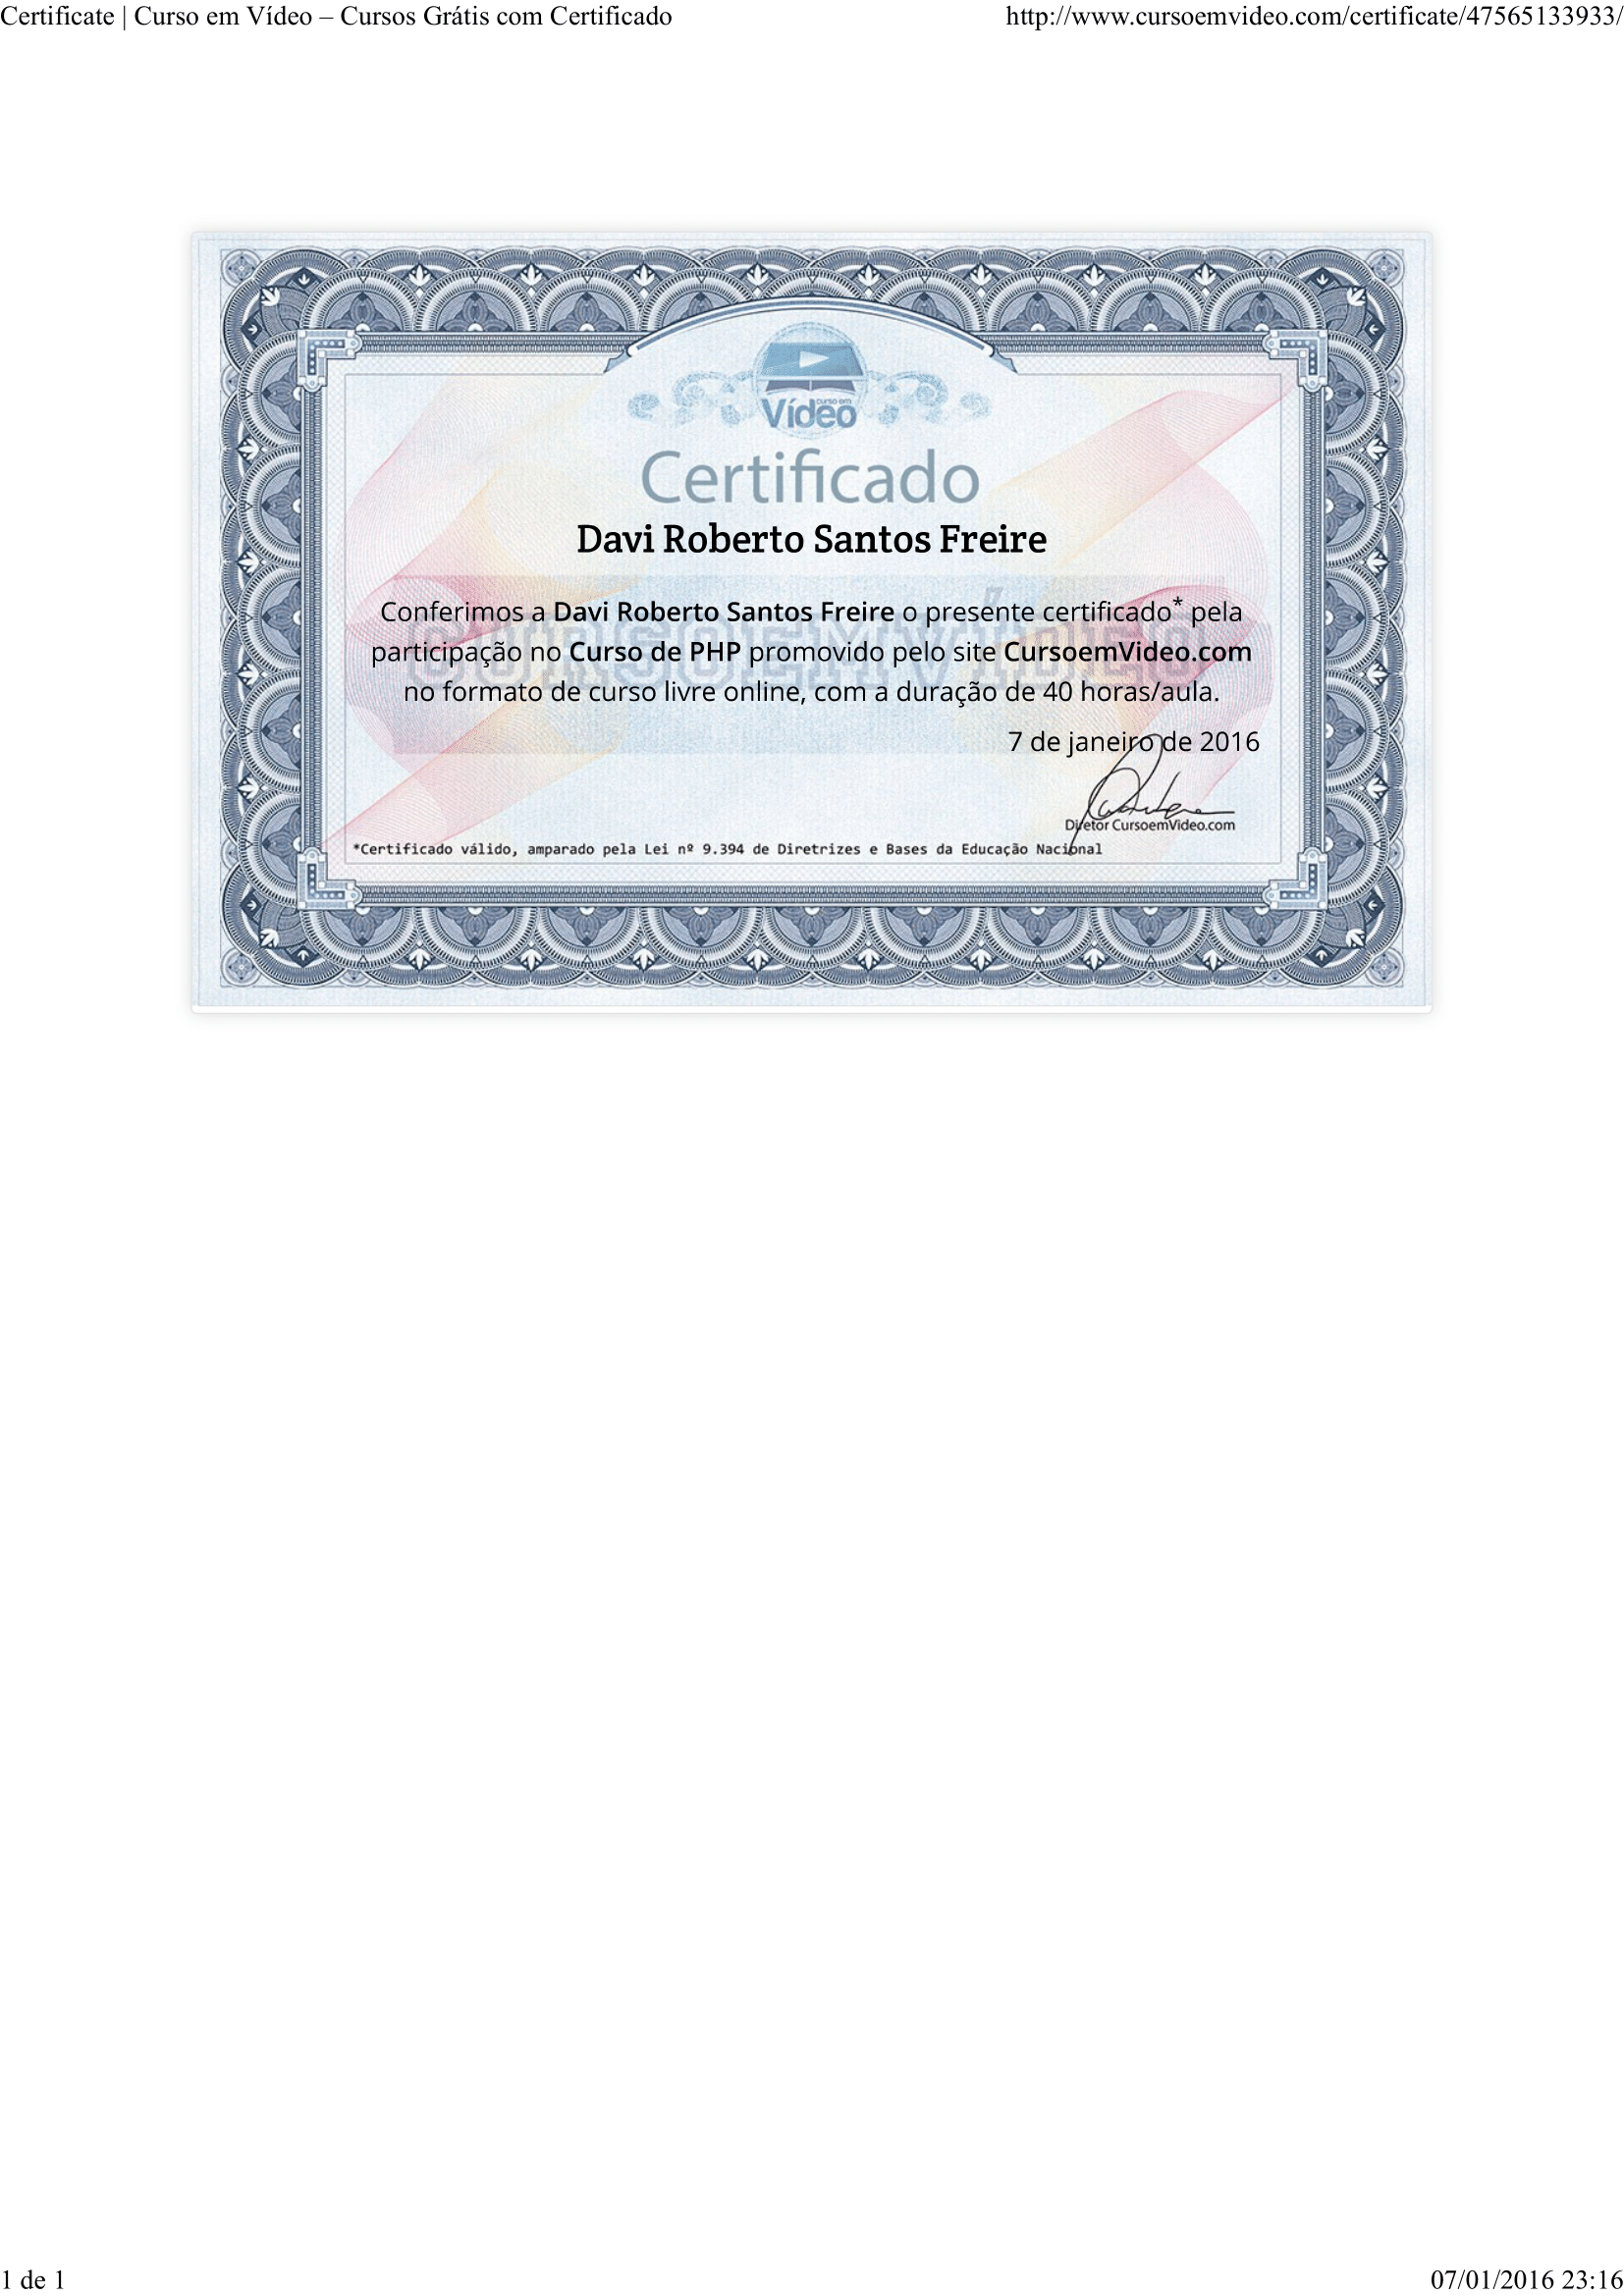 Certificate | Curso em Vídeo – Cursos Grátis com Certificado
http://www.cursoemvideo.com/certificate/47565133933/
curso em
Vídeo
Certificado
Davi Roberto Santos Freire
CURSOEMVÍDEO
Conferimos a Davi Roberto Santos Freire o presente certificado* pela
participação no Curso de PHP promovido pelo site CursoemVideo.com
no formato de curso livre online, com a duração de 40 horas/aula.
7 de janeiro de 2016
Diretor CursoemVideo.com
*Certificado válido, amparado pela Lei nº 9.394 de Diretrizes e Bases da Educação Nacional
1 de 1
07/01/2016 23:16